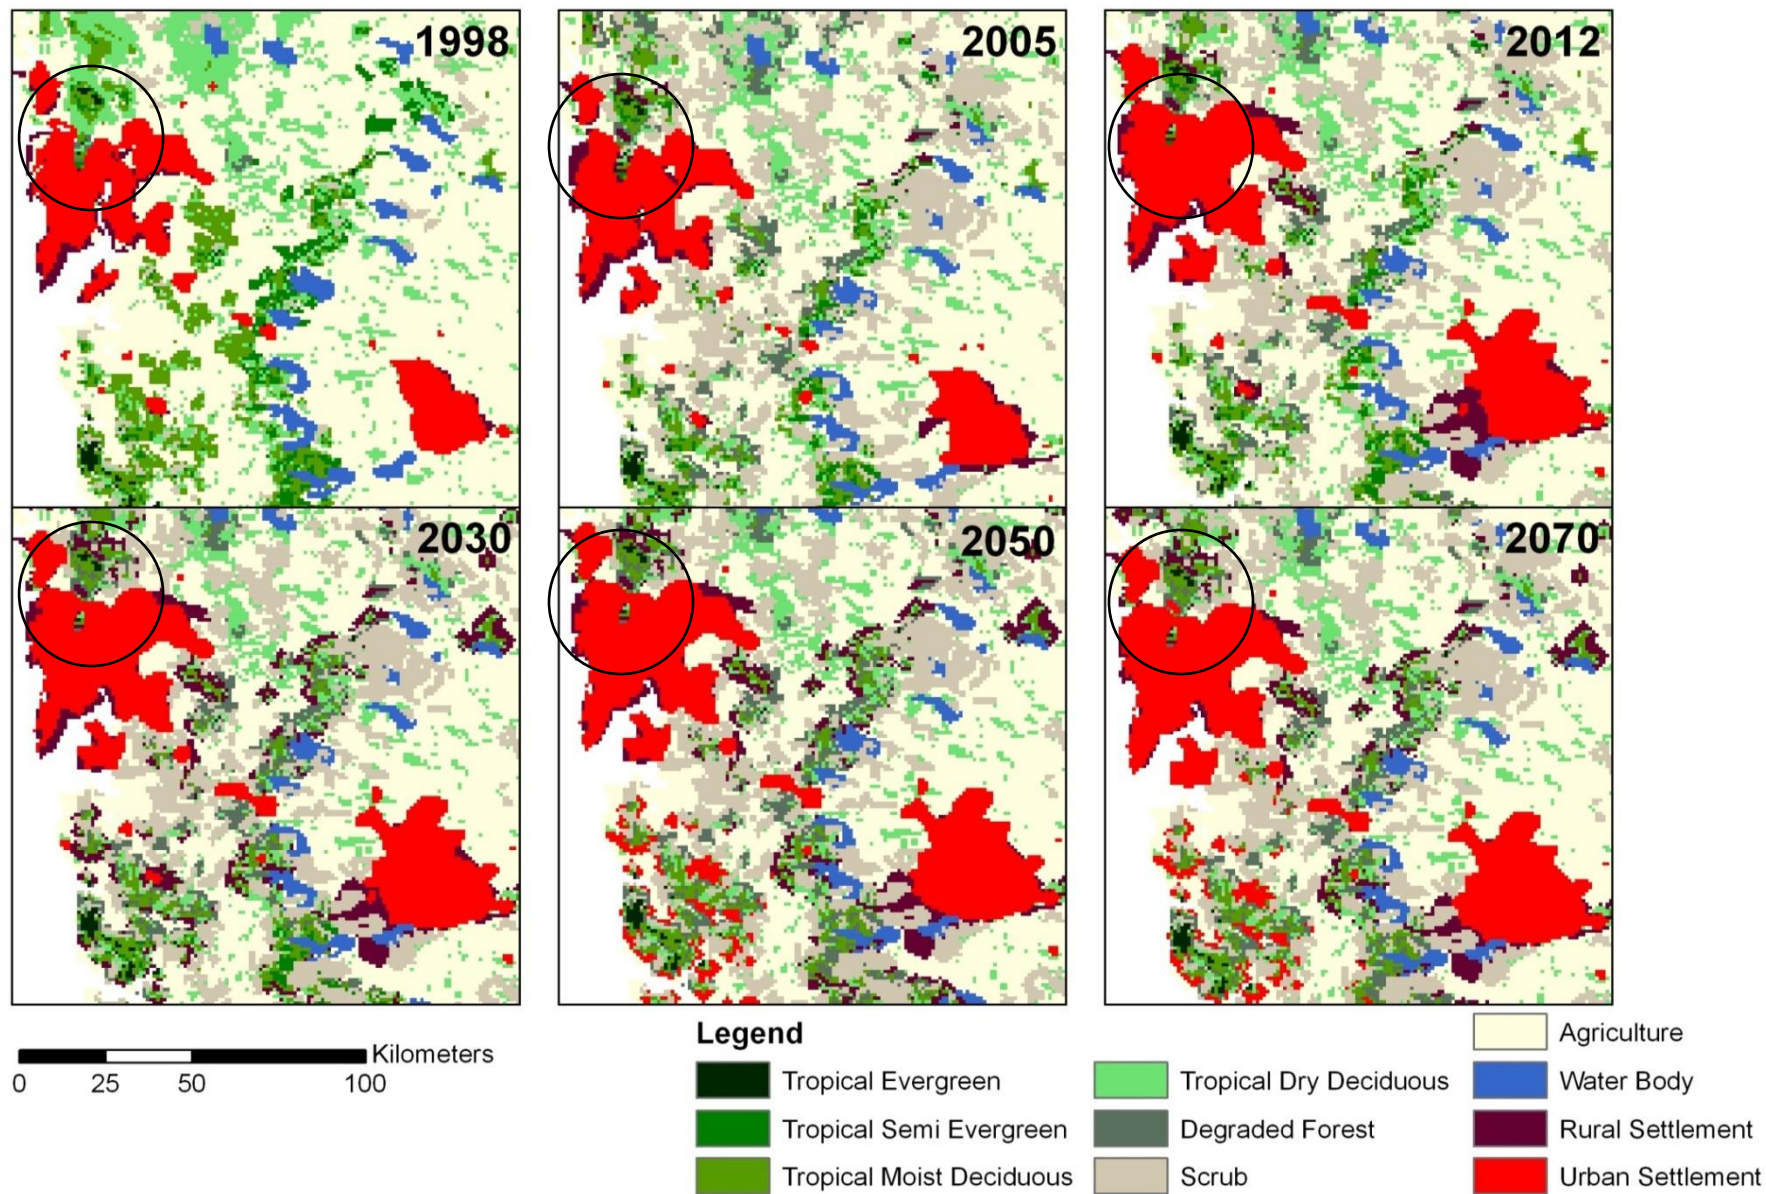 1998
2005
2012
2030
2050
2070
Kilometers
0 25 50 100
Legend
Tropical Evergreen
Tropical Semi Evergreen
Tropical Moist Deciduous
Tropical Dry Deciduous
Degraded Forest
Scrub
Agriculture
Water Body
Rural Settlement
Urban Settlement